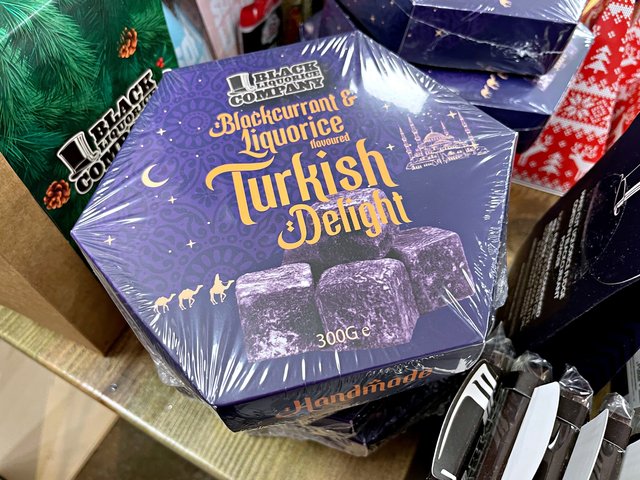 BLACK
LIQUORICE
COMPANY
Blackcurrant &
Liquorice
flavoured
Turkish
Delight
300G e
Handmade
BLACK
LIQUORICE
COMPANY